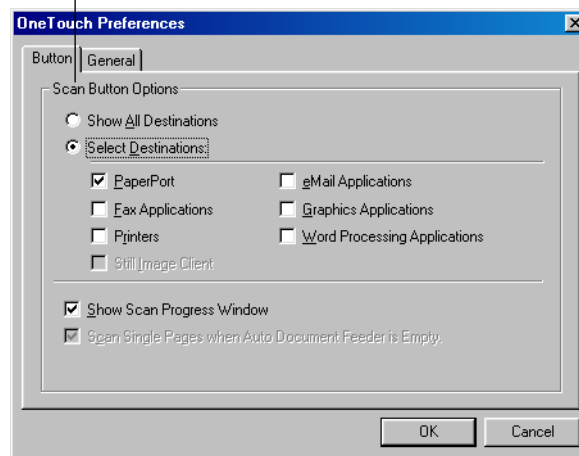 OneTouch Preferences
Button General
Scan Button Options
Show All Destinations
Select Destinations:
PaperPort eMail Applications
Fax Applications Graphics Applications
Printers Word Processing Applications
Still Image Client
Show Scan Progress Window
Scan Single Pages when Auto Document Feeder is Empty.
OK Cancel